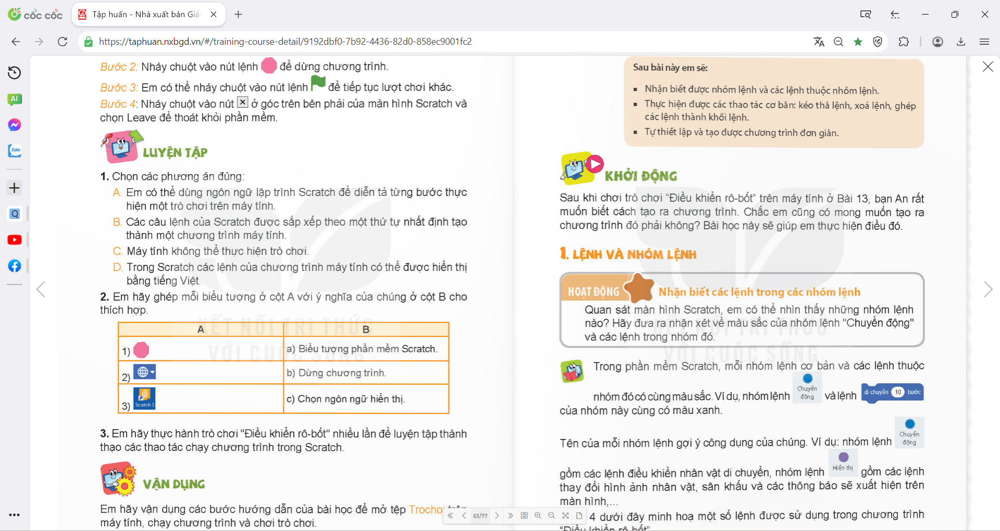 cốc cốc
Tập huấn - Nhà xuất bản Giá
https://taphuan.nxbgd.vn/#/training-course-detail/9192dbf0-7b92-4436-82d0-858ec9001fc2
AI
Zalo
Q
Bước 2: Nháy chuột vào nút lệnh để dừng chương trình.
Bước 3: Em có thể nháy chuột vào nút lệnh để tiếp tục lượt chơi khác.
Bước 4: Nháy chuột vào nút ở góc trên bên phải của màn hình Scratch và
chọn Leave để thoát khỏi phần mềm.
LUYỆN TẬP
1. Chọn các phương án đúng:
A. Em có thể dùng ngôn ngữ lập trình Scratch để diễn tả từng bước thực
hiện một trò chơi trên máy tính.
B. Các câu lệnh của Scratch được sắp xếp theo một thứ tự nhất định tạo
thành một chương trình máy tính.
C. Máy tính không thể thực hiện trò chơi.
D. Trong Scratch các lệnh của chương trình máy tính có thể được hiển thị
bằng tiếng Việt.
2. Em hãy ghép mỗi biểu tượng ở cột A với ý nghĩa của chúng ở cột B cho
thích hợp.
KẾT NỐI TRI THỨC
VỚI CUỘC SỐNG
A B
1) a) Biểu tượng phần mềm Scratch.
2) b) Dừng chương trình.
3) Scratch 3 c) Chọn ngôn ngữ hiển thị.
3. Em hãy thực hành trò chơi "Điều khiển rô-bốt" nhiều lần để luyện tập thành
thạo các thao tác chạy chương trình trong Scratch.
VẬN DỤNG
Em hãy vận dụng các bước hướng dẫn của bài học để mở tệp Trochoi trên
máy tính, chạy chương trình và chơi trò chơi.
Sau bài này em sẽ:
▪ Nhận biết được nhóm lệnh và các lệnh thuộc nhóm lệnh.
▪ Thực hiện được các thao tác cơ bản: kéo thả lệnh, xoá lệnh, ghép
các lệnh thành khối lệnh.
▪ Tự thiết lập và tạo được chương trình đơn giản.
KHỞI ĐỘNG
Sau khi chơi trò chơi “Điều khiển rô-bốt” trên máy tính ở Bài 13, bạn An rất
muốn biết cách tạo ra chương trình. Chắc em cũng có mong muốn tạo ra
chương trình đó phải không? Bài học này sẽ giúp em thực hiện điều đó.
1. LỆNH VÀ NHÓM LỆNH
HOẠT ĐỘNG Nhận biết các lệnh trong các nhóm lệnh
Quan sát màn hình Scratch, em có thể nhìn thấy những nhóm lệnh
nào? Hãy đưa ra nhận xét về màu sắc của nhóm lệnh "Chuyển động"
và các lệnh trong nhóm đó.
KẾT NỐI TRI THỨC
VỚI CUỘC SỐNG
Trong phần mềm Scratch, mỗi nhóm lệnh cơ bản và các lệnh thuộc
nhóm đó có cùng màu sắc. Ví dụ, nhóm lệnh Chuyển động và lệnh di chuyển 10 bước
của nhóm này cùng có màu xanh.
Tên của mỗi nhóm lệnh gợi ý công dụng của chúng. Ví dụ: nhóm lệnh Chuyển động
gồm các lệnh điều khiển nhân vật di chuyển, nhóm lệnh Hiển thị gồm các lệnh
thay đổi hình ảnh nhân vật, sân khấu và các thông báo sẽ xuất hiện trên
màn hình,...
4 dưới đây minh hoạ một số lệnh được sử dụng trong chương trình
“Điều khiển rô-bốt”
63/77